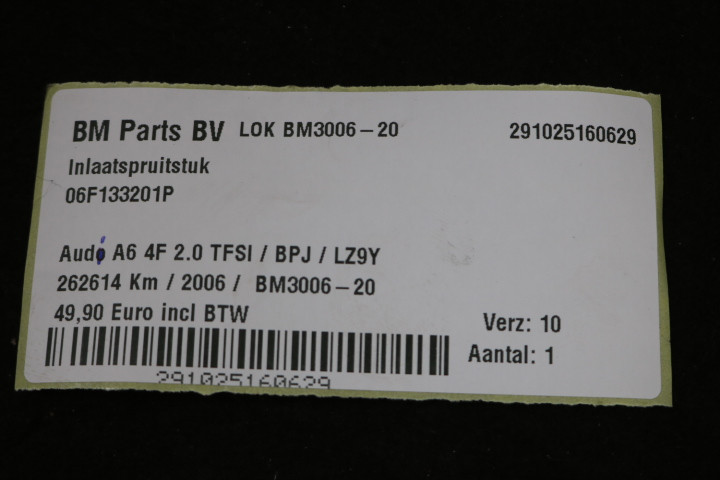 BM Parts BV LOK BM3006-20 291025160629
Inlaatspruitstuk
06F133201P
Audi A6 4F 2.0 TFSI / BPJ / LZ9Y
262614 Km / 2006 / BM3006-20
49,90 Euro incl BTW
Verz: 10
Aantal: 1
291025160629